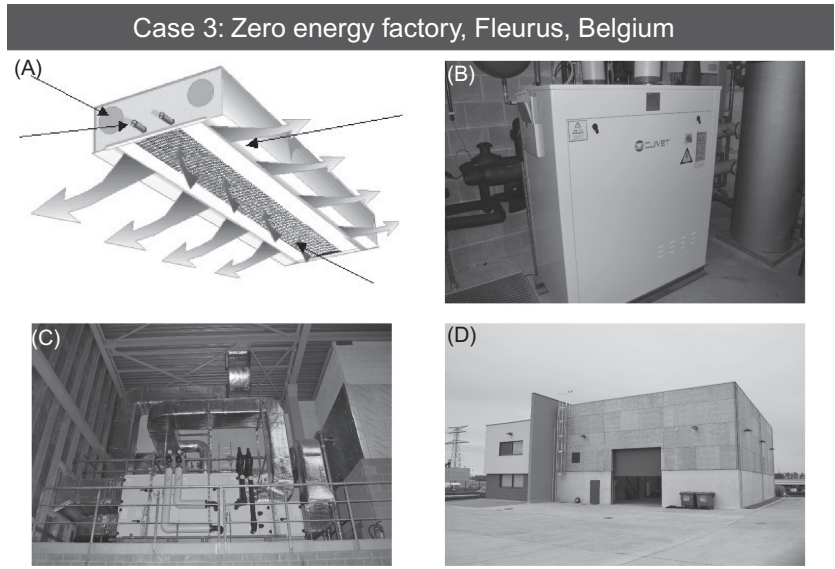 Case 3: Zero energy factory, Fleurus, Belgium
(A)
(B)
CLIVET
(C)
(D)